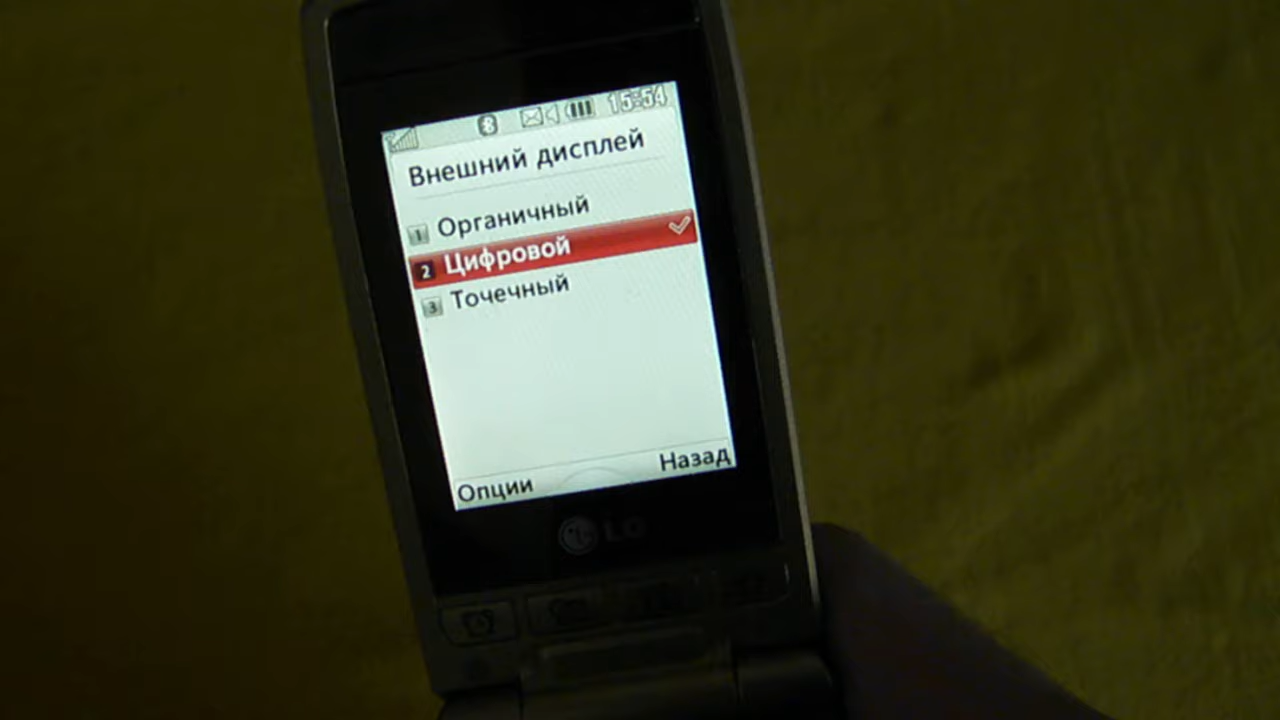 15:54
Внешний дисплей
1 Органичный
2 Цифровой
3 Точечный
Опции Назад
LG